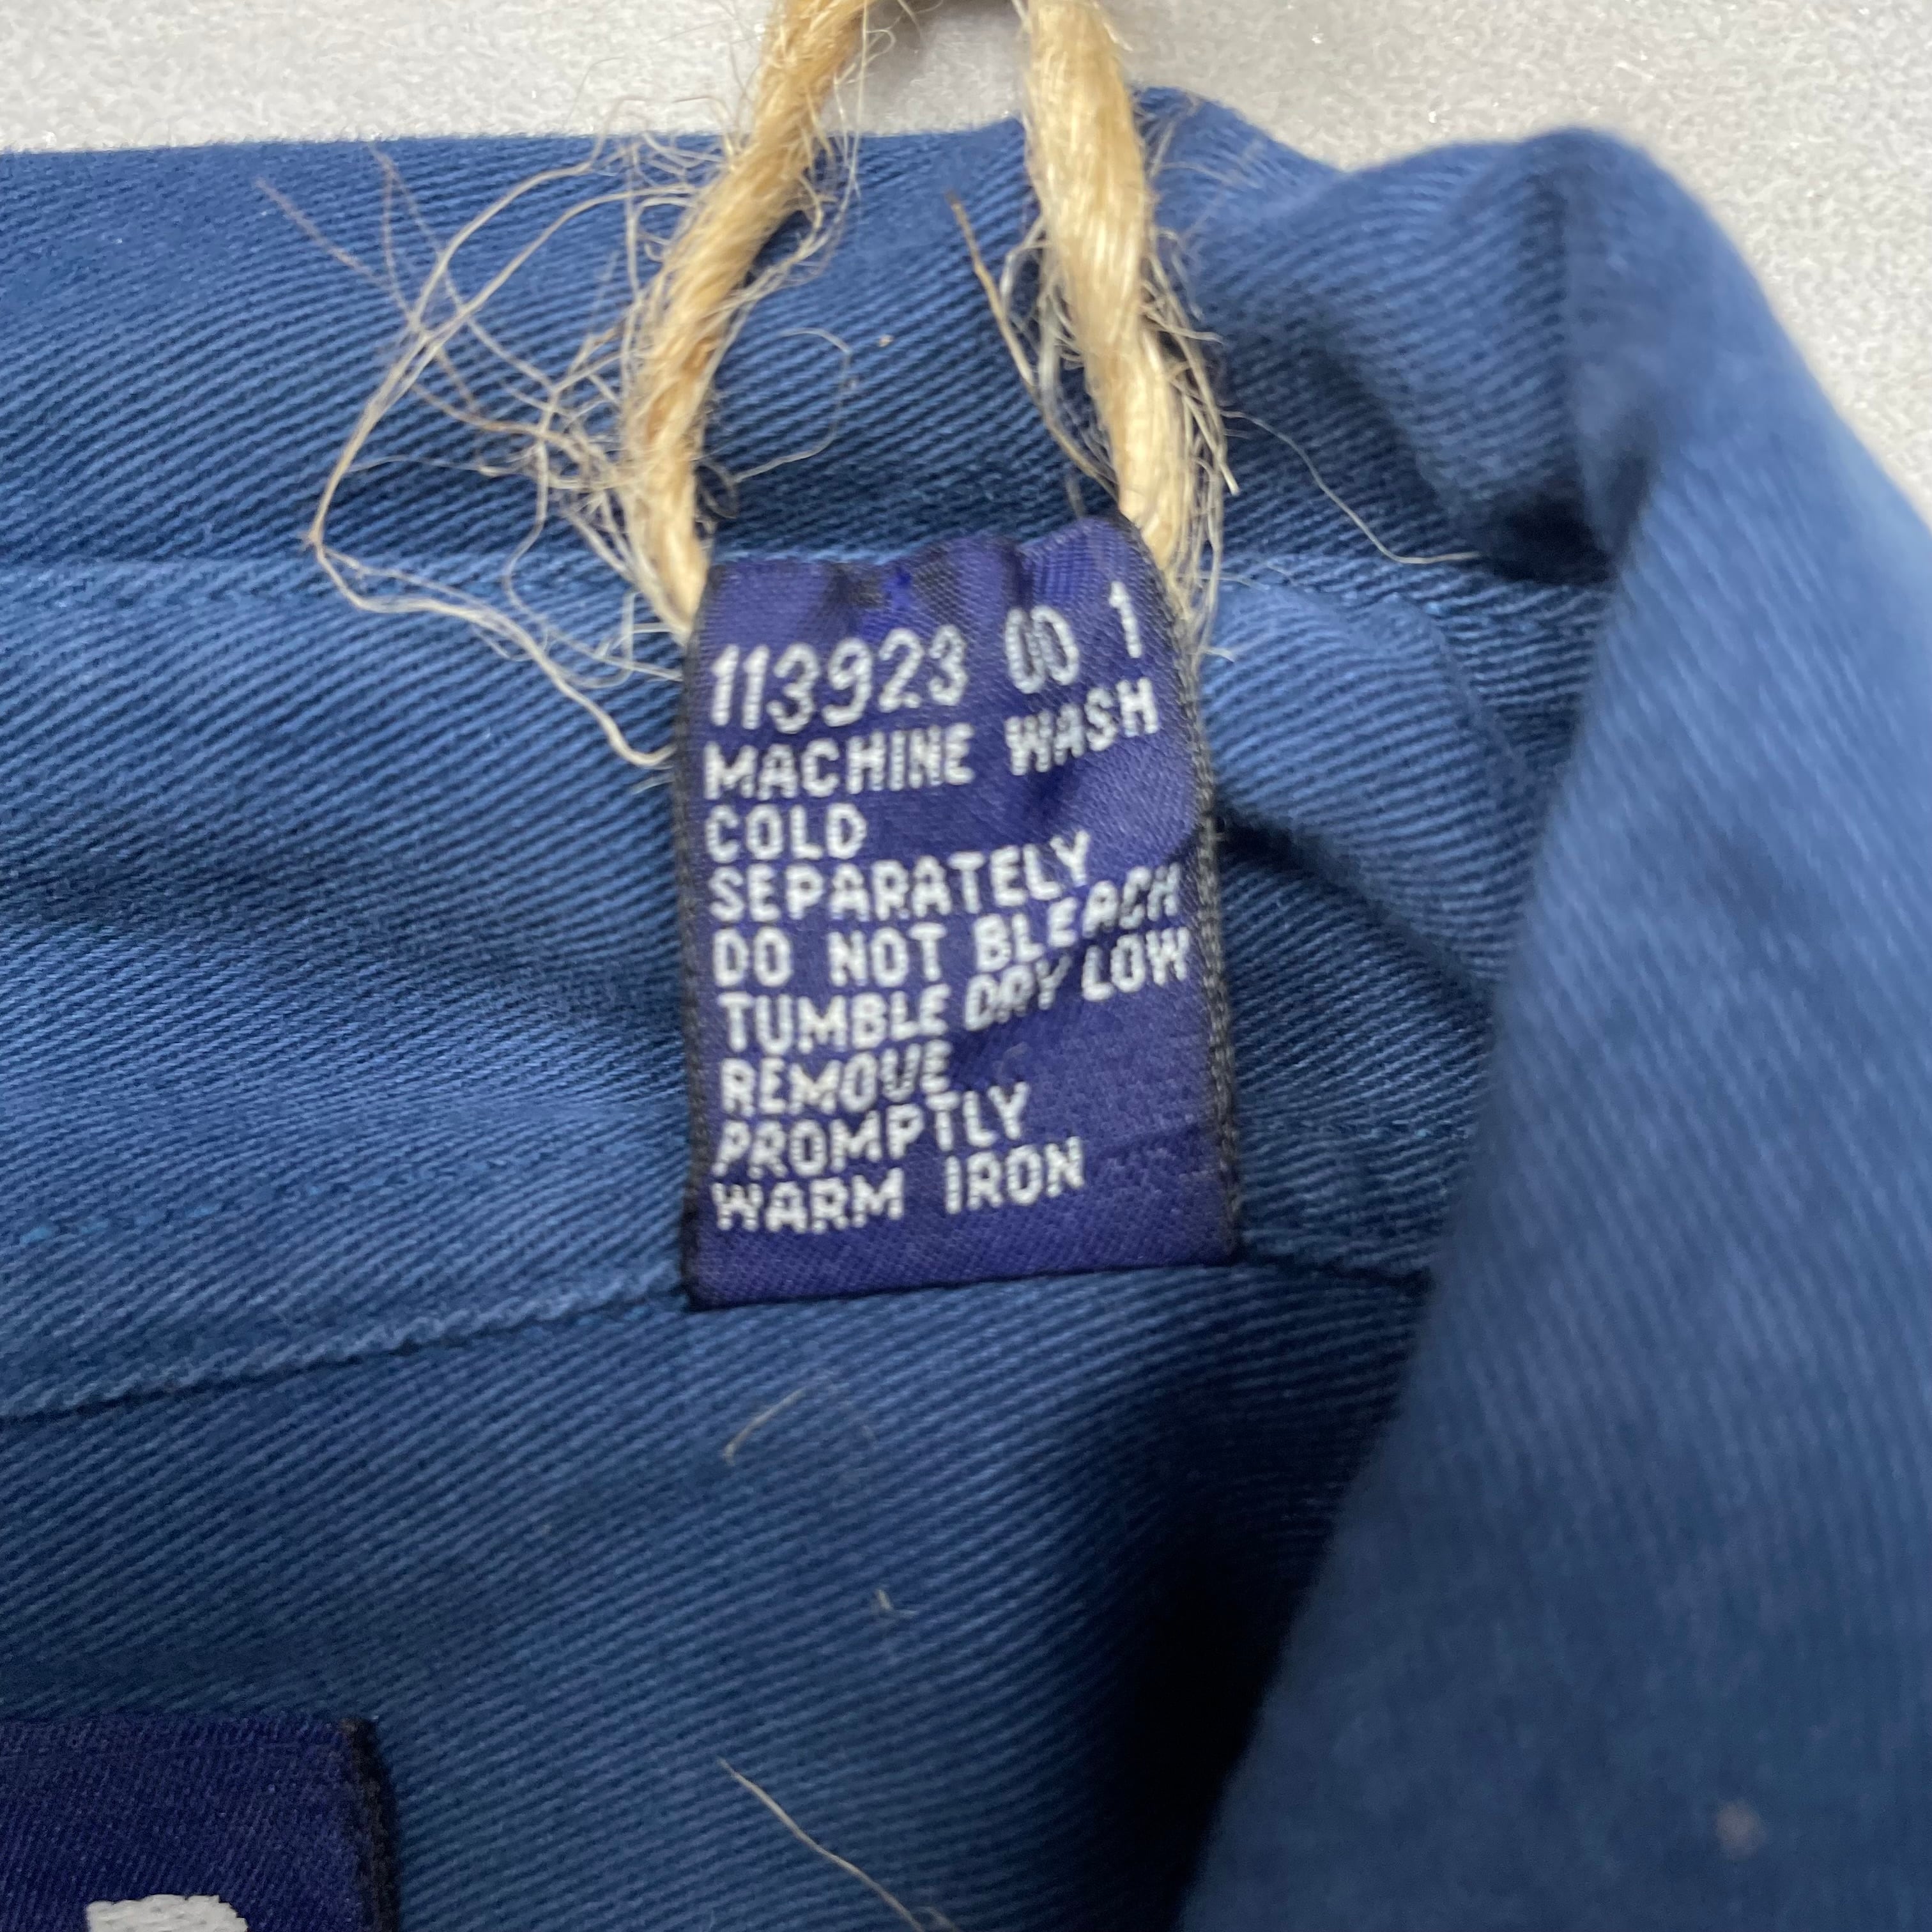 113923 00 1
MACHINE WASH
COLD
SEPARATELY
DO NOT BLEACH
TUMBLE DRY LOW
REMOVE
PROMPTLY
WARM IRON